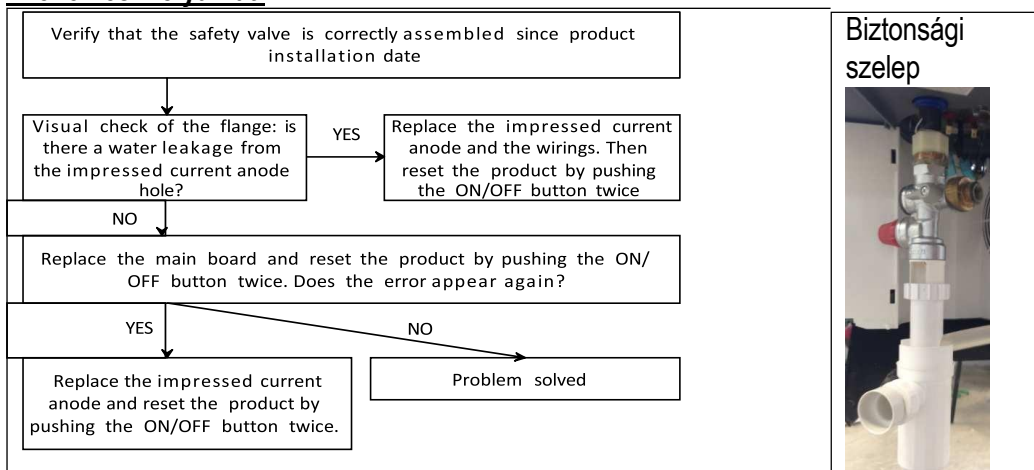 Verify that the safety valve is correctly assembled since product
installation date
Biztonsági
szelep
Visual check of the flange: is
there a water leakage from
the impressed current anode
hole?
YES
Replace the impressed current
anode and the wirings. Then
reset the product by pushing
the ON/OFF button twice
NO
Replace the main board and reset the product by pushing the ON/
OFF button twice. Does the error appear again?
YES
NO
Replace the impressed current
anode and reset the product by
pushing the ON/OFF button twice.
Problem solved